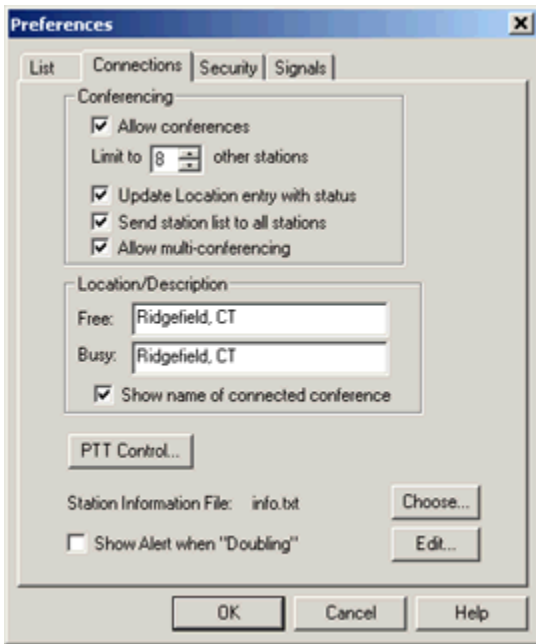 Preferences
List Connections Security Signals
Conferencing
Allow conferences
Limit to 8 other stations
Update Location entry with status
Send station list to all stations
Allow multi-conferencing
Location/Description
Free: Ridgefield, CT
Busy: Ridgefield, CT
Show name of connected conference
PTT Control...
Station Information File: info.txt Choose...
Show Alert when "Doubling" Edit...
OK Cancel Help